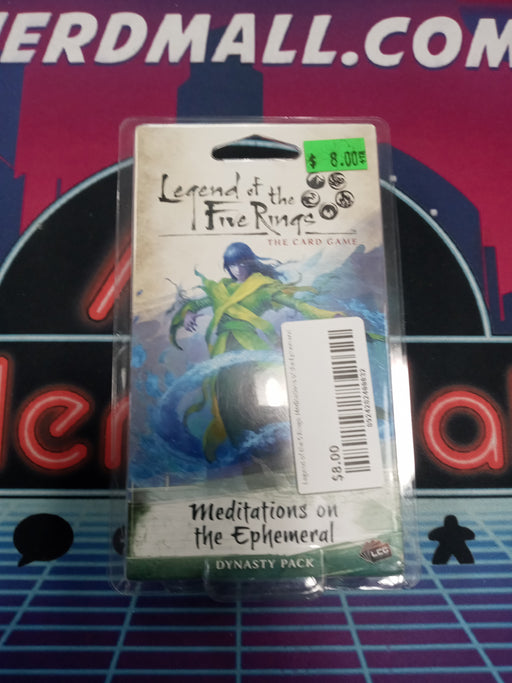 NERDMALL.COM
$ 8.00
Legend of the
Five Rings
THE CARD GAME
$8.00
Meditations on
the Ephemeral
DYNASTY PACK
LCG